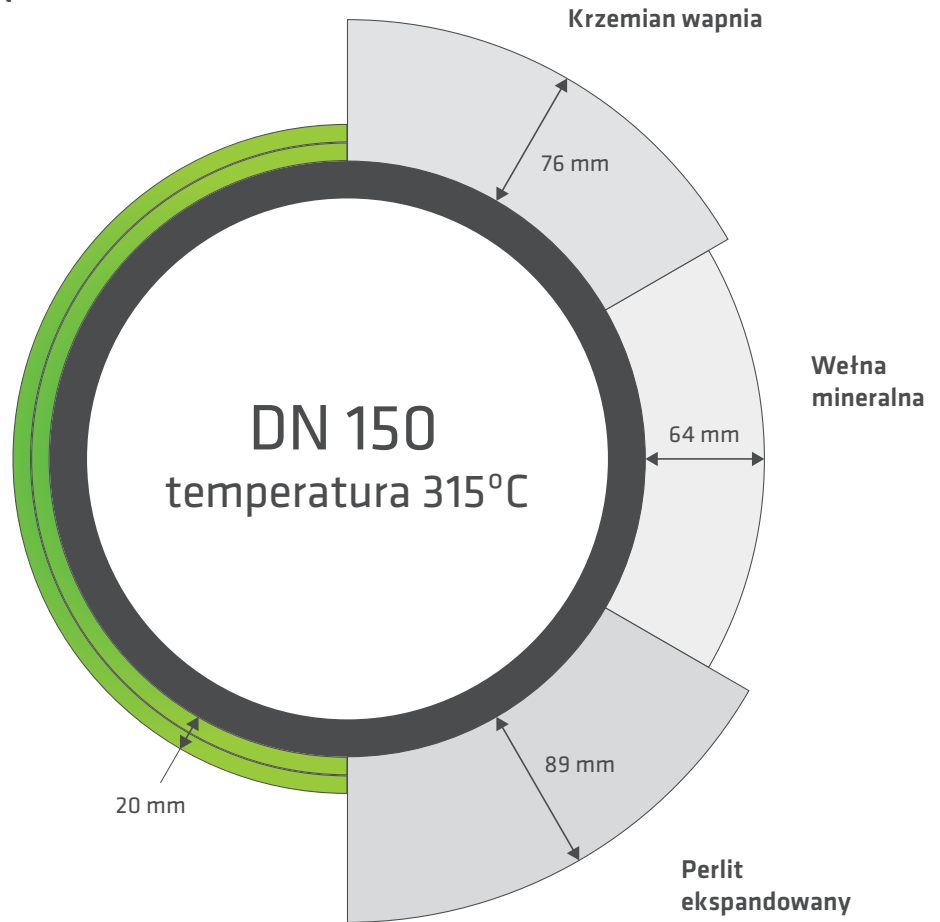 Krzemian wapnia
76 mm
Wełna
mineralna
64 mm
DN 150
temperatura 315°C
89 mm
20 mm
Perlit
ekspandowany